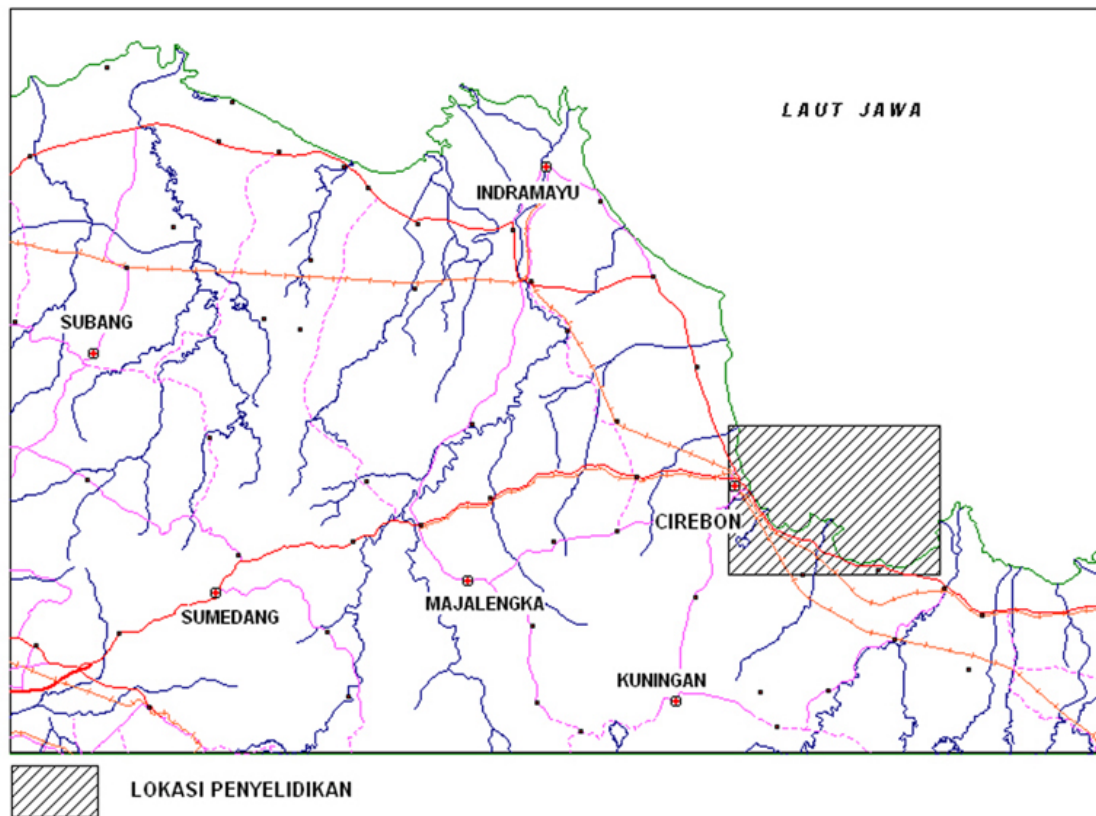 LAUT JAWA
INDRAMAYU
SUBANG
CIREBON
MAJALENGKA
SUMEDANG
KUNINGAN
LOKASI PENYELIDIKAN